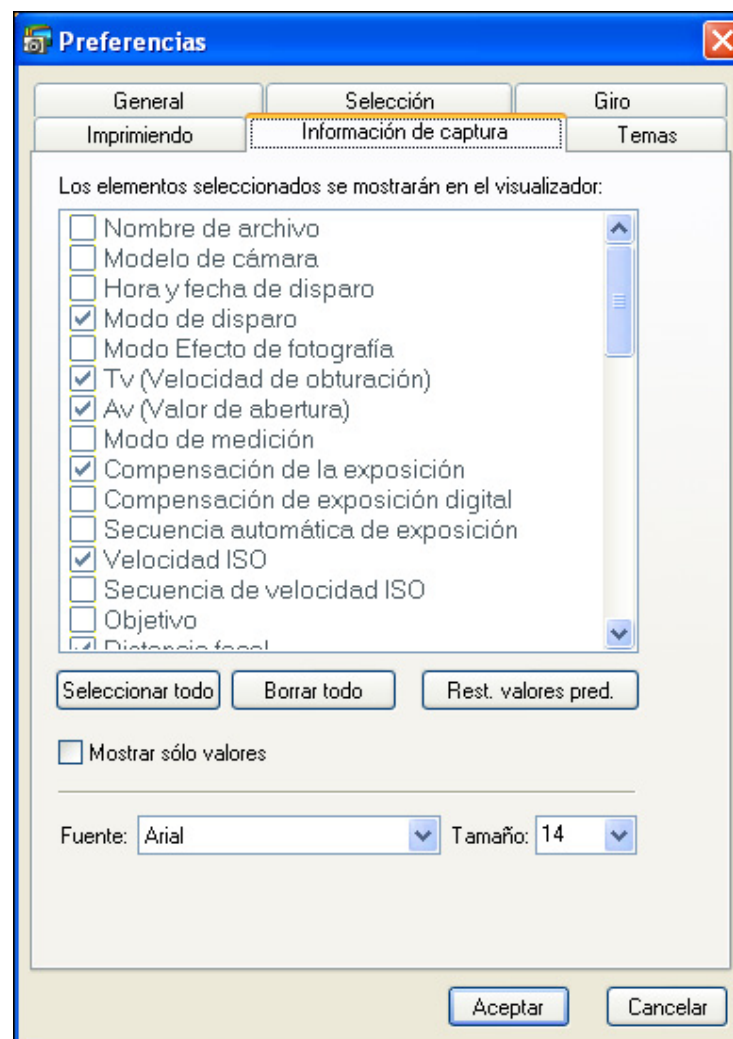 Preferencias
General Selección Giro
Imprimiendo Información de captura Temas
Los elementos seleccionados se mostrarán en el visualizador:
Nombre de archivo
Modelo de cámara
Hora y fecha de disparo
Modo de disparo
Modo Efecto de fotografía
Tv (Velocidad de obturación)
Av (Valor de abertura)
Modo de medición
Compensación de la exposición
Compensación de exposición digital
Secuencia automática de exposición
Velocidad ISO
Secuencia de velocidad ISO
Objetivo
Distancia focal
Seleccionar todo Borrar todo Rest. valores pred.
Mostrar sólo valores
Fuente: Arial Tamaño: 14
Aceptar Cancelar